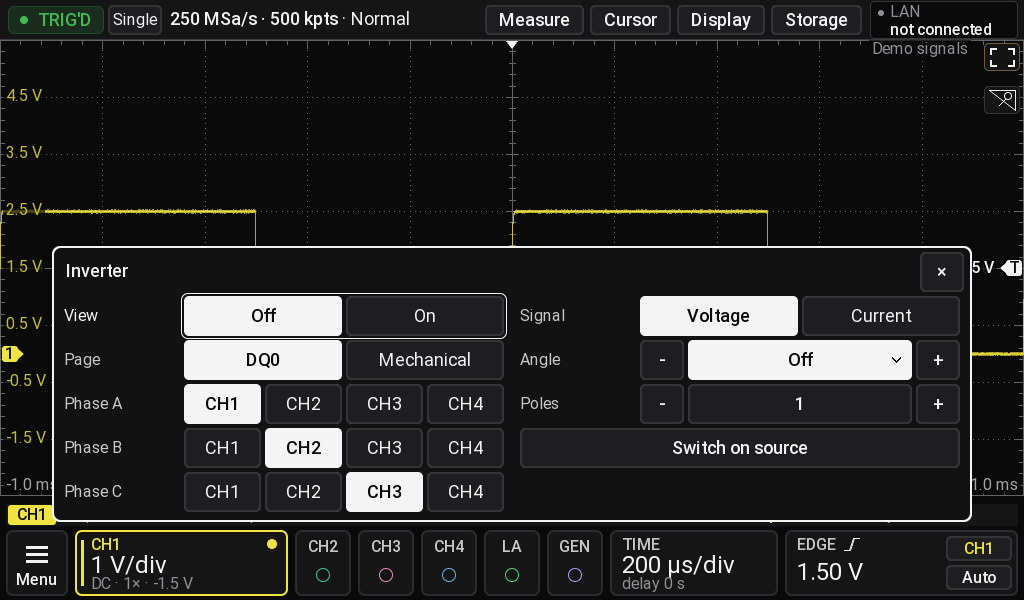 TRIG'D Single 250 MSa/s · 500 kpts · Normal Measure Cursor Display Storage LAN
not connected
Demo signals
4.5 V
3.5 V
2.5 V
1.5 V
5 V T
0.5 V
1
-0.5 V
-1.5 V
-1.0 ms
1.0 ms
Inverter ×
View Off On Signal Voltage Current
Page DQ0 Mechanical Angle - Off +
Phase A CH1 CH2 CH3 CH4 Poles - 1 +
Phase B CH1 CH2 CH3 CH4 Switch on source
Phase C CH1 CH2 CH3 CH4
CH1
Menu
CH1
1 V/div
DC · 1× · -1.5 V
CH2 CH3 CH4 LA GEN
TIME
200 µs/div
delay 0 s
EDGE
1.50 V
CH1
Auto